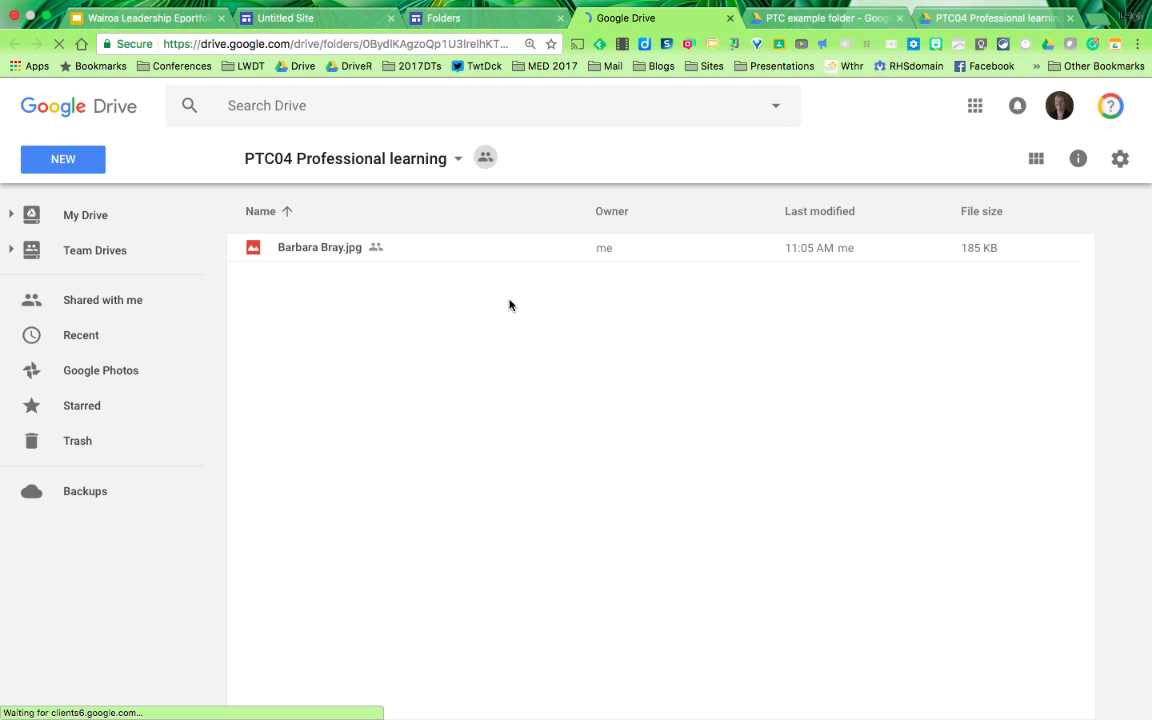 Wairoa Leadership Eportfoli
Untitled Site
Folders
Google Drive
PTC example folder - Goog
PTC04 Professional learnin
Secure
https://drive.google.com/drive/folders/0BydIKAgzoQp1U3lrelhKT...
Apps
Bookmarks
Conferences
LWDT
Drive
DriveR
2017DTs
TwtDck
MED 2017
Mail
Blogs
Sites
Presentations
Wthr
RHSdomain
Facebook
»
Other Bookmarks
Google Drive
Search Drive
NEW
PTC04 Professional learning
My Drive
Team Drives
Shared with me
Recent
Google Photos
Starred
Trash
Backups
Name
Owner
Last modified
File size
Barbara Bray.jpg
me
11:05 AM me
185 KB
Waiting for clients6.google.com...